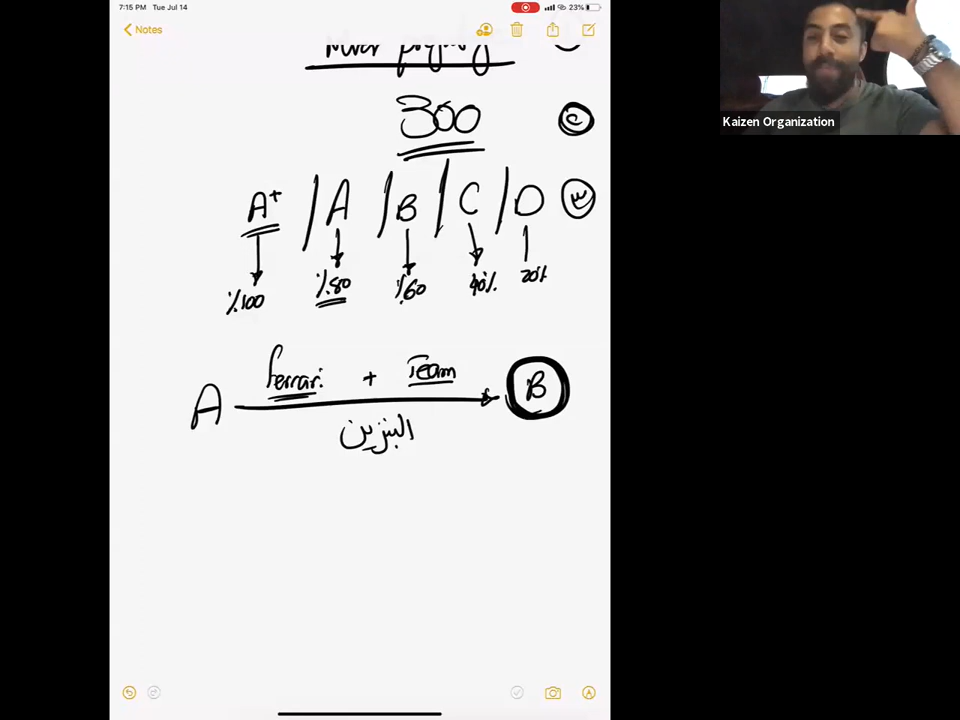 7:15 PM Tue Jul 14
23%
Notes
Kaizen Organization
300
A+ / A / B / C / D
%100 %80 %60 40% 20%
Ferrari + Team
A B
البنزين